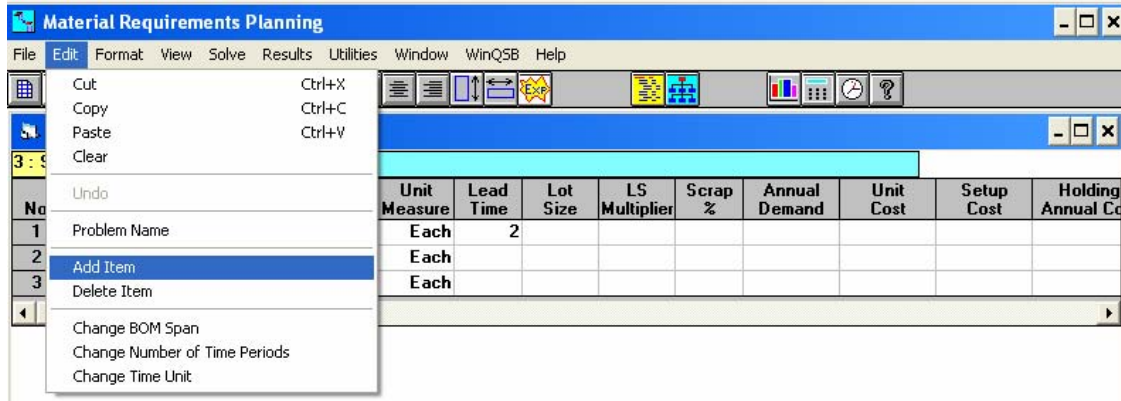 Material Requirements Planning
File Edit Format View Solve Results Utilities Window WinQSB Help
Cut Ctrl+X
Copy Ctrl+C
Paste Ctrl+V
Clear
Undo
Problem Name
Add Item
Delete Item
Change BOM Span
Change Number of Time Periods
Change Time Unit
EXP
?
3 : S
No Unit Measure Lead Time Lot Size LS Multiplier Scrap % Annual Demand Unit Cost Setup Cost Holding Annual Co
1 Each 2
2 Each
3 Each